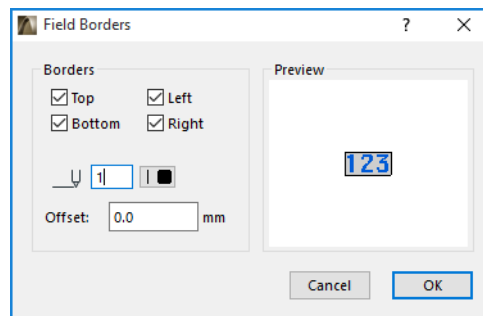 Field Borders ?
Borders
Top Left
Bottom Right
1
Offset: 0.0 mm
Preview
123
Cancel OK